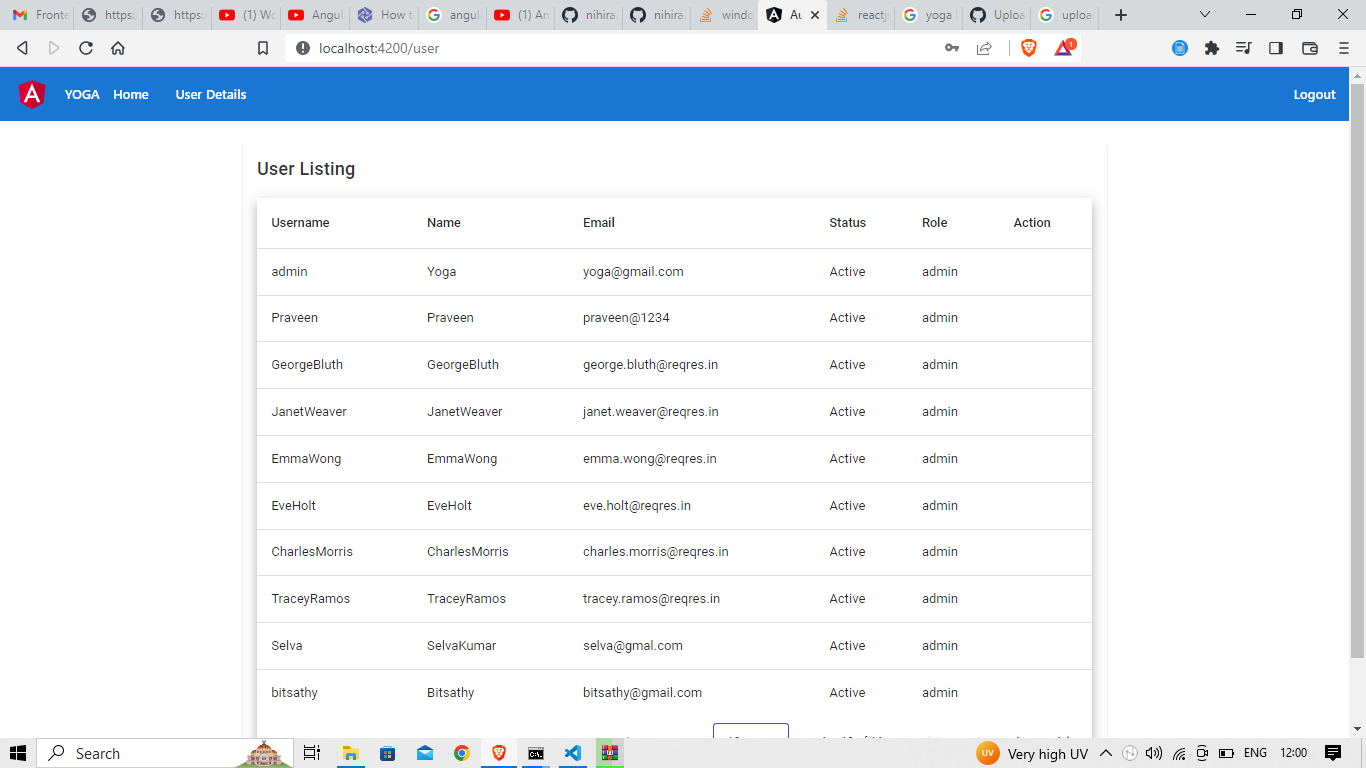 Fronte https:/ https:/ (1) Wo Angul How t angul (1) An nihira nihira windo Au reactj yoga Uploa uploa
localhost:4200/user 1
YOGA Home User Details Logout
User Listing
Username Name Email Status Role Action
admin Yoga yoga@gmail.com Active admin
Praveen Praveen praveen@1234 Active admin
GeorgeBluth GeorgeBluth george.bluth@reqres.in Active admin
JanetWeaver JanetWeaver janet.weaver@reqres.in Active admin
EmmaWong EmmaWong emma.wong@reqres.in Active admin
EveHolt EveHolt eve.holt@reqres.in Active admin
CharlesMorris CharlesMorris charles.morris@reqres.in Active admin
TraceyRamos TraceyRamos tracey.ramos@reqres.in Active admin
Selva SelvaKumar selva@gmal.com Active admin
bitsathy Bitsathy bitsathy@gmail.com Active admin
Search UV Very high UV ENG 12:00